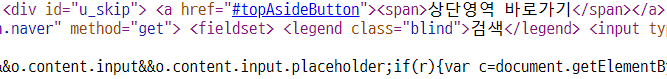 <div id="u_skip"> <a href="#topAsideButton"><span>상단영역 바로가기</span></a>
.naver" method="get"> <fieldset> <legend class="blind">검색</legend> <input typ
&o.content.input&&o.content.input.placeholder;if(r){var c=document.getElementB